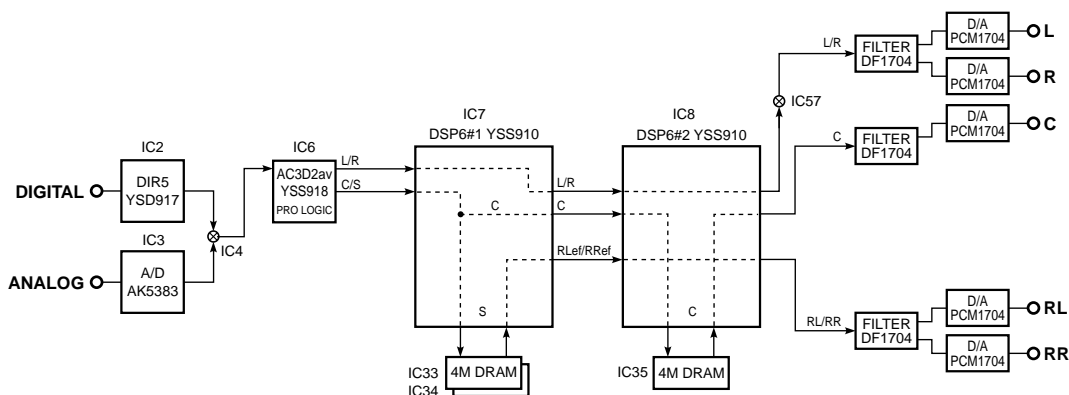 DIGITAL
ANALOG
IC2
DIR5
YSD917
IC3
A/D
AK5383
IC4
IC6
AC3D2av
YSS918
PRO LOGIC
L/R
C/S
IC7
DSP6#1 YSS910
C
S
IC33
IC34
4M DRAM
L/R
C
RLef/RRef
IC8
DSP6#2 YSS910
C
IC35
4M DRAM
IC57
L/R
C
RL/RR
FILTER
DF1704
FILTER
DF1704
FILTER
DF1704
D/A
PCM1704
L
D/A
PCM1704
R
D/A
PCM1704
C
D/A
PCM1704
RL
D/A
PCM1704
RR